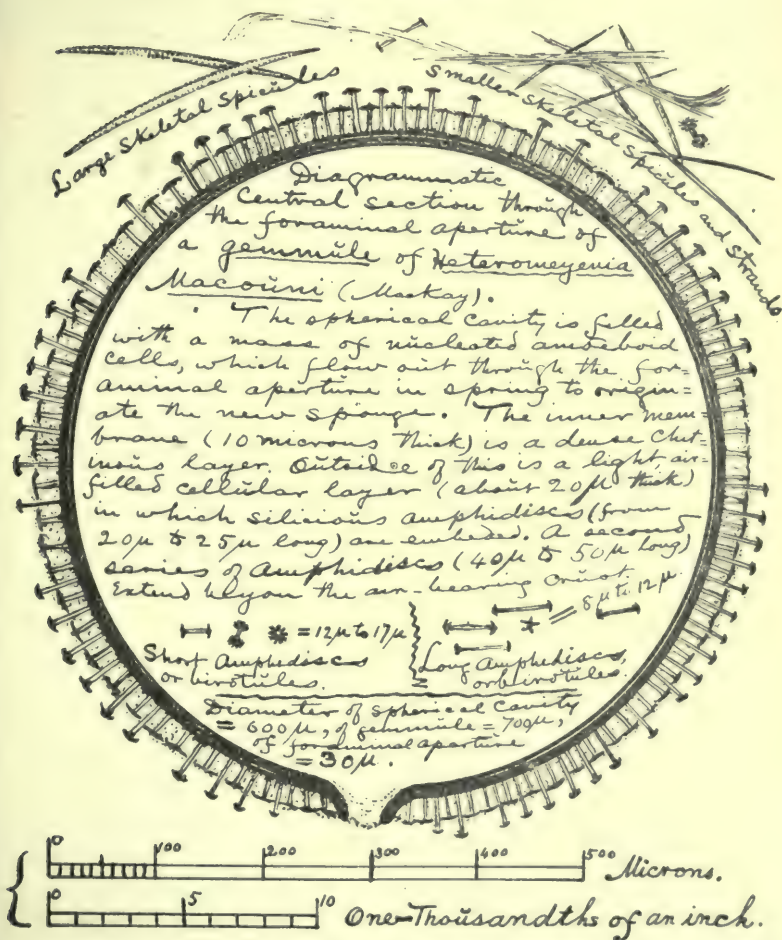 Large Skeletal Spicules
Smaller Skeletal Spicules and Strands
Diagrammatic
Central section through
the foraminal aperture of
a gemmule of Heteromeyenia
Macouni (MacKay).
The spherical cavity is filled
with a mass of nucleated amoeboid
cells, which flow out through the for=
aminal aperture in spring to origin=
ate the new sponge. The inner mem=
brane (10 microns thick) is a dense chit=
inous layer. Outside of this is a light air-
filled cellular layer (about 20µ thick)
in which silicious amphidiscs (from
20µ to 25µ long) are embeded. A second
series of amphidiscs (40µ to 50µ long)
Extend beyon the air-bearing
= 12µ to 17µ
= 8µ to 12µ
Short Amphidiscs
or birotules.
Long Amphidiscs,
or birotules.
Diameter of spherical cavity
= 600µ, of gemmule = 700µ,
of foraminal aperture
= 30µ.
0 100 200 300 400 500 Microns.
0 5 10 One-Thousandths of an inch.